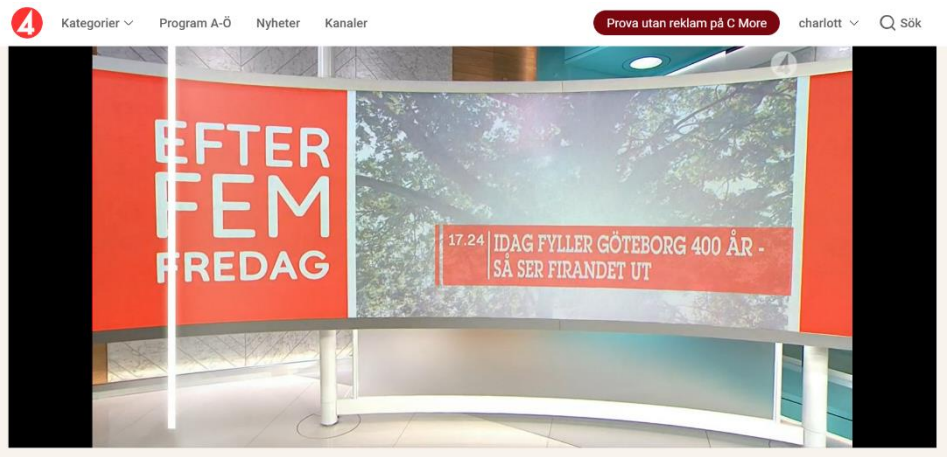 4
Kategorier
Program A-Ö
Nyheter
Kanaler
Prova utan reklam på C More
charlott
Sök
4
EFTER
FEM
FREDAG
17.24
IDAG FYLLER GÖTEBORG 400 ÅR -
SÅ SER FIRANDET UT